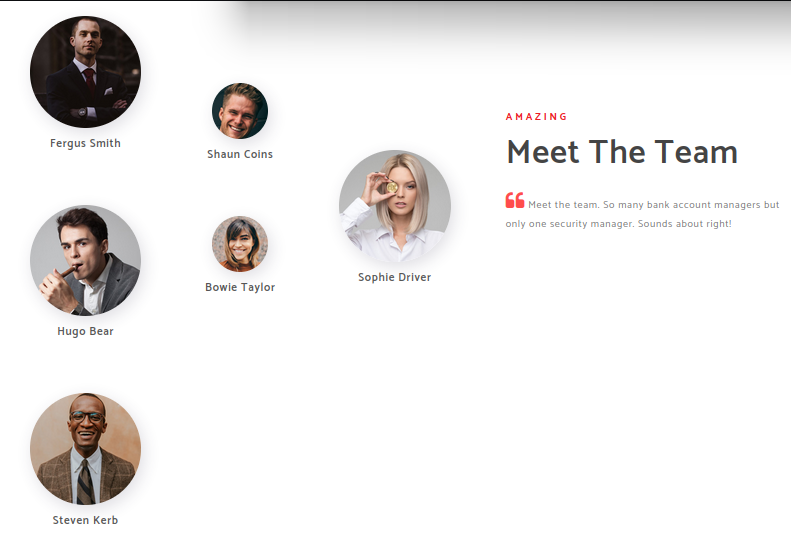 Fergus Smith
Shaun Coins
Hugo Bear
Bowie Taylor
Sophie Driver
Steven Kerb
AMAZING
Meet The Team
Meet the team. So many bank account managers but
only one security manager. Sounds about right!